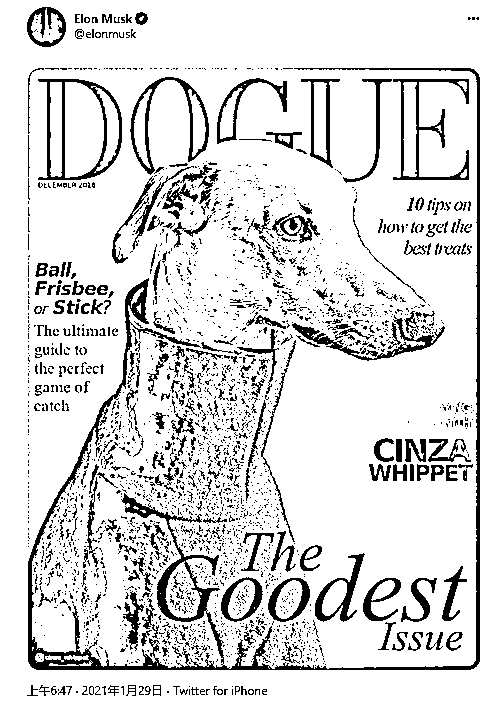 Elon Musk
@elonmusk
DOGUE
DECEMBER 2018
10 tips on
how to get the
best treats
Ball,
Frisbee,
or Stick?
The ultimate
guide to
the perfect
game of
catch
CINZA
WHIPPET
The
Goodest
Issue
上午6:47 · 2021年1月29日 · Twitter for iPhone